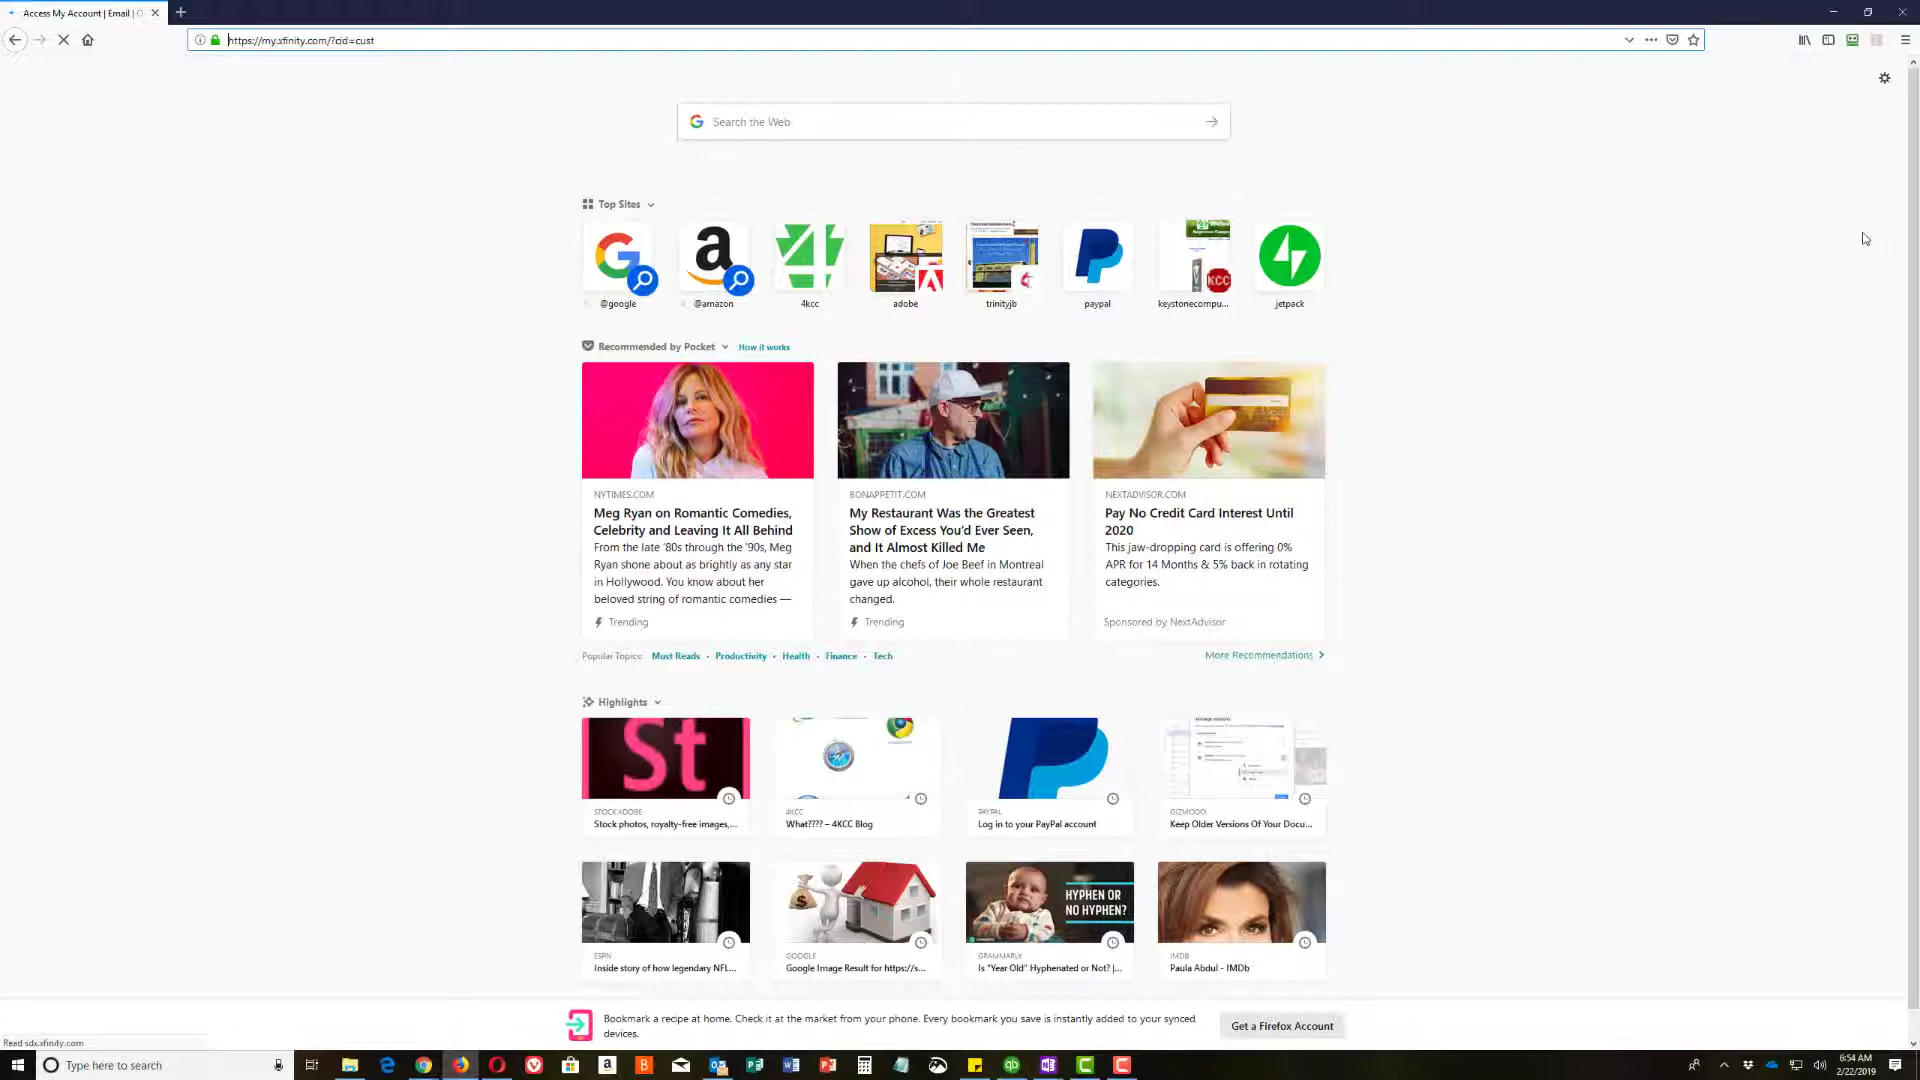 Access My Account | Email |
https://my.xfinity.com/?cid=cust
Search the Web
Top Sites
@google
@amazon
4kcc
adobe
trinityjb
paypal
keystonecompu...
jetpack
KCC
Recommended by Pocket
How it works
NYTIMES.COM
Meg Ryan on Romantic Comedies,
Celebrity and Leaving It All Behind
From the late '80s through the '90s, Meg
Ryan shone about as brightly as any star
in Hollywood. You know about her
beloved string of romantic comedies —
Trending
BONAPPETIT.COM
My Restaurant Was the Greatest
Show of Excess You'd Ever Seen,
and It Almost Killed Me
When the chefs of Joe Beef in Montreal
gave up alcohol, their whole restaurant
changed.
Trending
NEXTADVISOR.COM
Pay No Credit Card Interest Until
2020
This jaw-dropping card is offering 0%
APR for 14 Months & 5% back in rotating
categories.
Sponsored by NextAdvisor
Popular Topics: Must Reads · Productivity · Health · Finance · Tech
More Recommendations
Highlights
St
STOCK.ADOBE
Stock photos, royalty-free images,...
4KCC
What???? – 4KCC Blog
PAYPAL
Log in to your PayPal account
GIZMODO
Keep Older Versions Of Your Docu...
ESPN
Inside story of how legendary NFL...
GOOGLE
Google Image Result for https://s...
HYPHEN OR
NO HYPHEN?
GRAMMARLY
Is "Year Old" Hyphenated or Not? |...
IMDB
Paula Abdul - IMDb
Bookmark a recipe at home. Check it at the market from your phone. Every bookmark you save is instantly added to your synced
devices.
Get a Firefox Account
Read sdx.xfinity.com
Type here to search
6:54 AM
2/22/2019